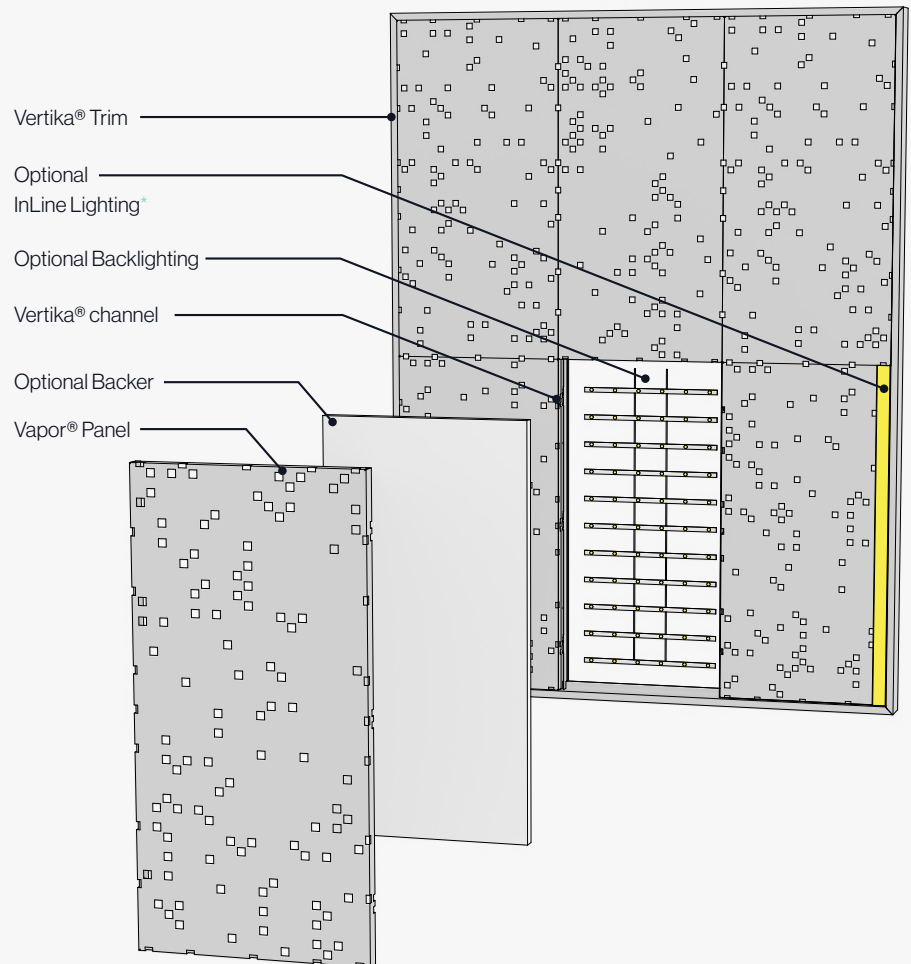 Vertika® Trim
Optional
InLine Lighting*
Optional Backlighting
Vertika® channel
Optional Backer
Vapor® Panel